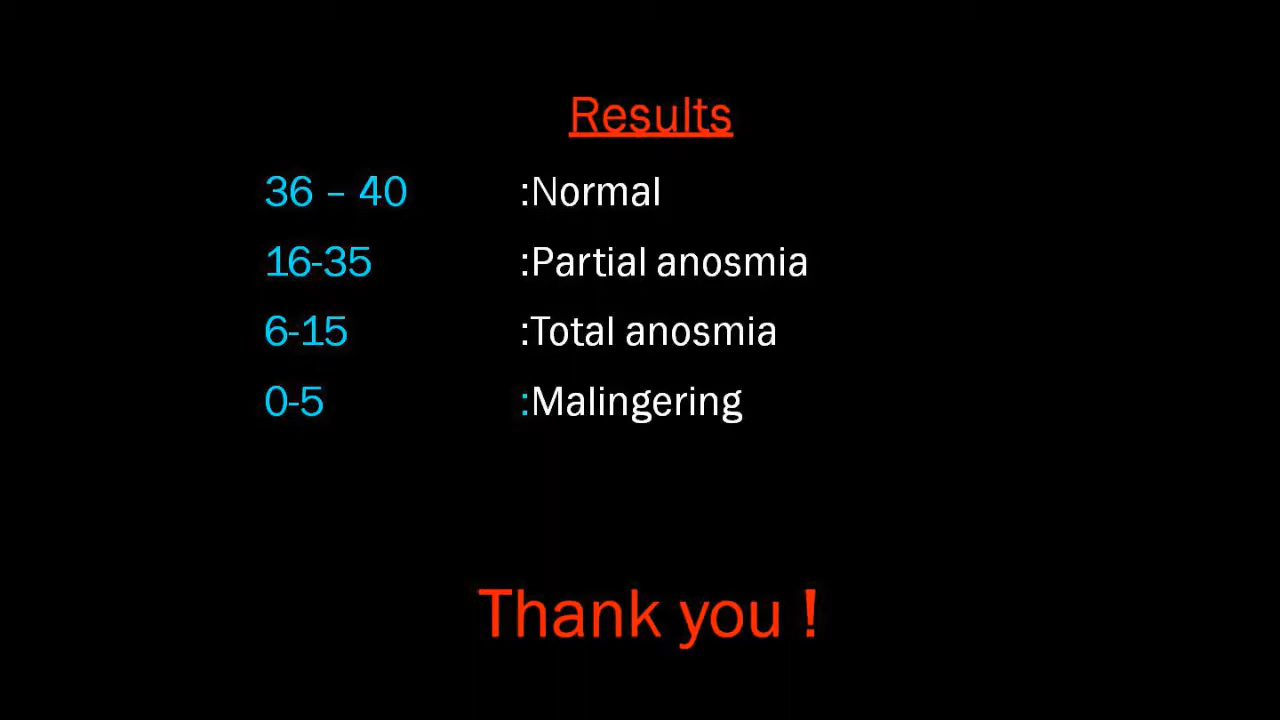 Results
36 – 40 :Normal
16-35 :Partial anosmia
6-15 :Total anosmia
0-5 :Malingering
Thank you !